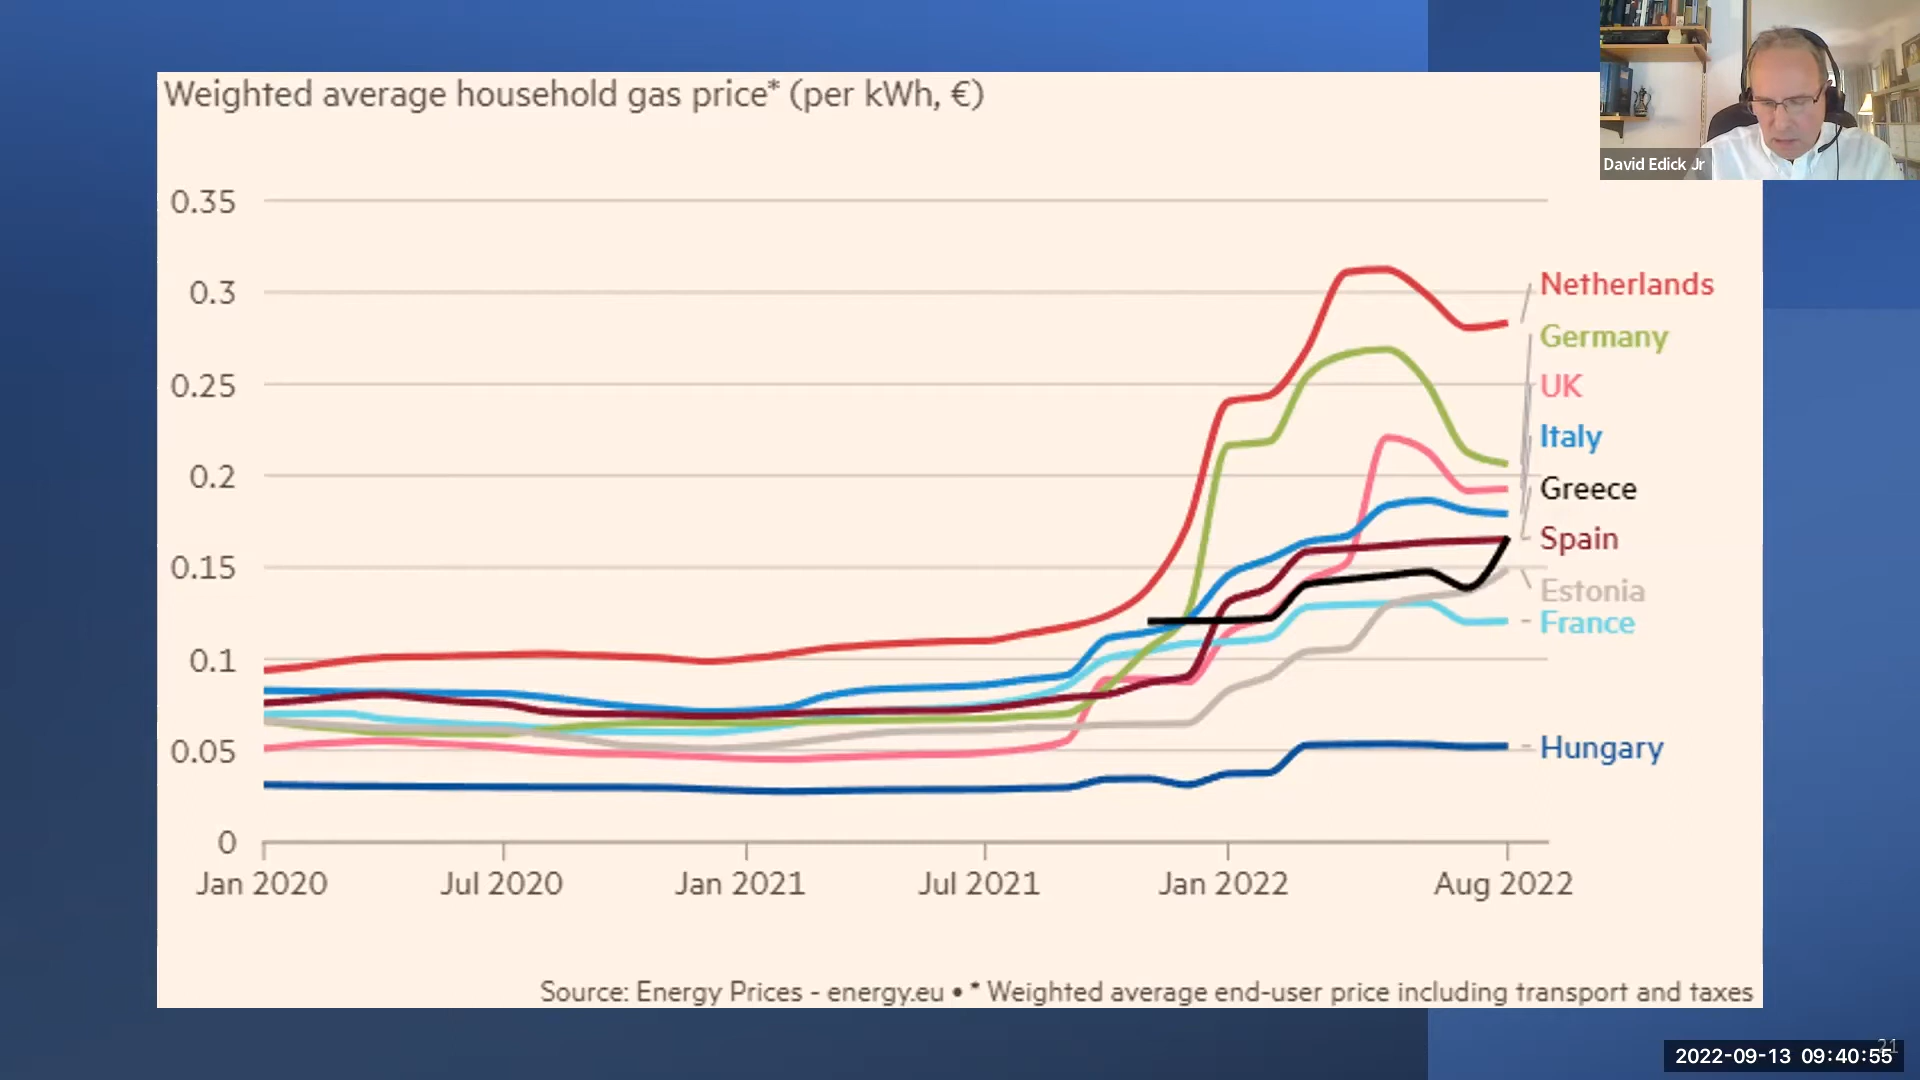 Weighted average household gas price* (per kWh, €)
David Edick Jr
0.35
0.3
0.25
0.2
0.15
0.1
0.05
0
Netherlands
Germany
UK
Italy
Greece
Spain
Estonia
France
Hungary
Jan 2020 Jul 2020 Jan 2021 Jul 2021 Jan 2022 Aug 2022
Source: Energy Prices - energy.eu • * Weighted average end-user price including transport and taxes
21
2022-09-13 09:40:55